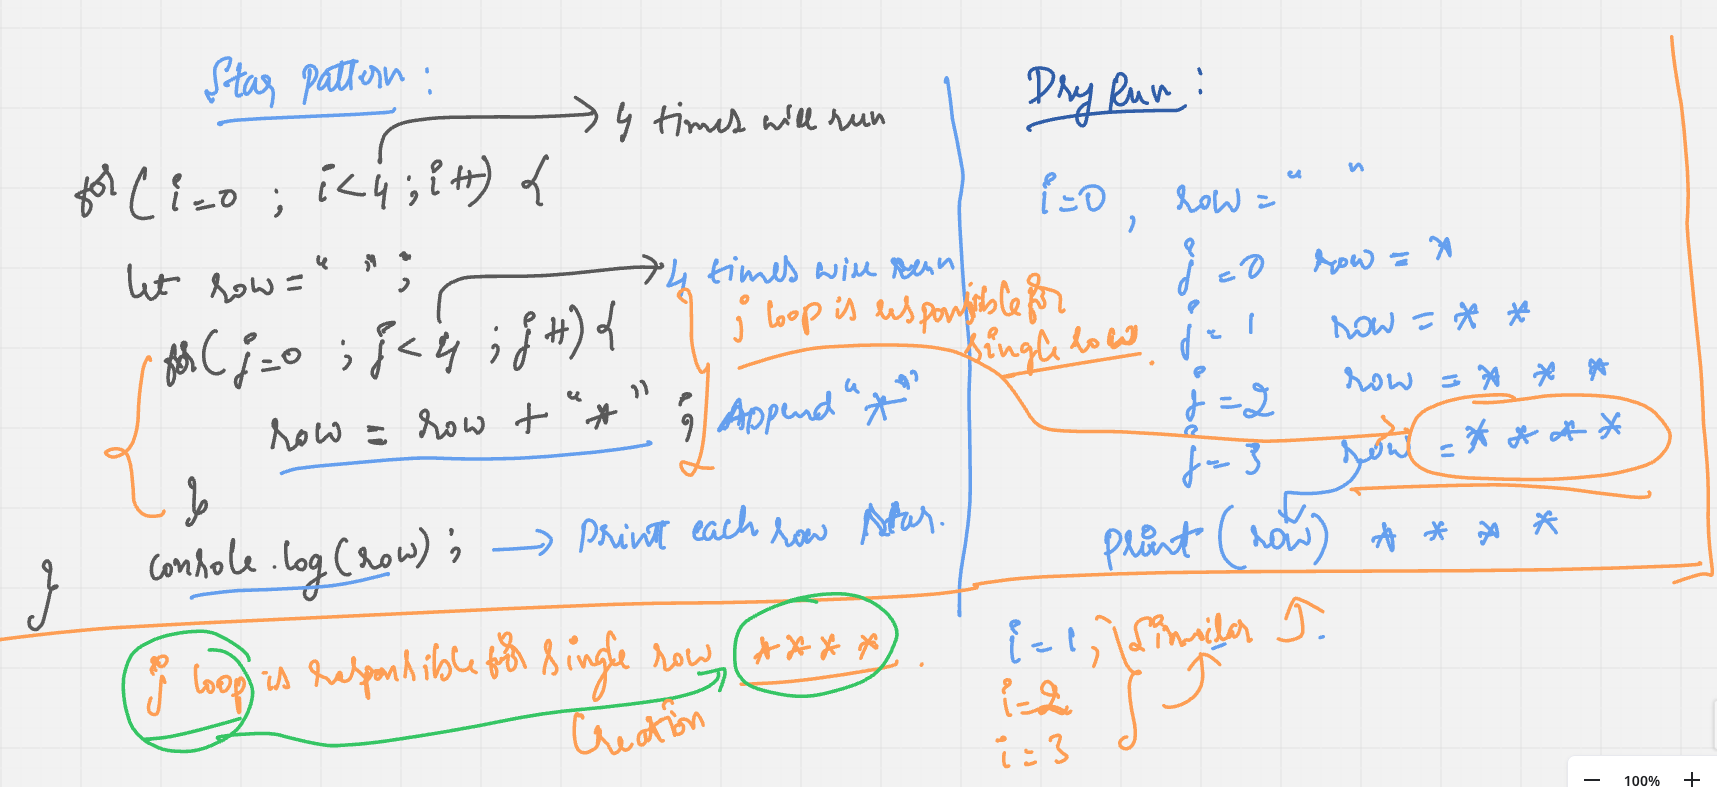 Star pattern :
4 times will run
for ( i=0 ; i<4 ; i++) {
let row = " " ;
4 times will run
j loop is responsible for
single row.
for ( j=0 ; j<4 ; j++) {
row = row + "*" ;
Append "*"
}
console.log(row) ; → print each row star.
}
j loop is responsible for single row **** .
Creation
Dry Run :
i=0 , row = " "
j=0 row = *
j=1 row = * *
j=2 row = * * *
j=3 row = * * * *
print (row) * * * *
i=1, similar
i=2
i=3
100%